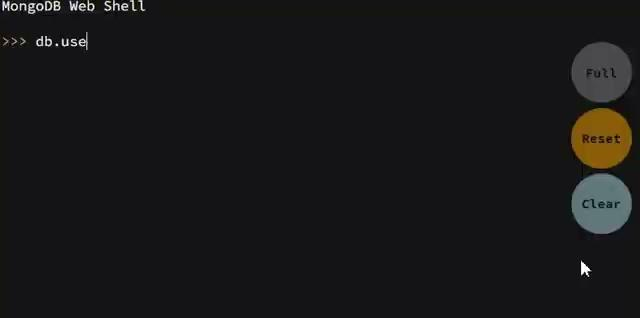 MongoDB Web Shell
>>> db.use
Full
Reset
Clear